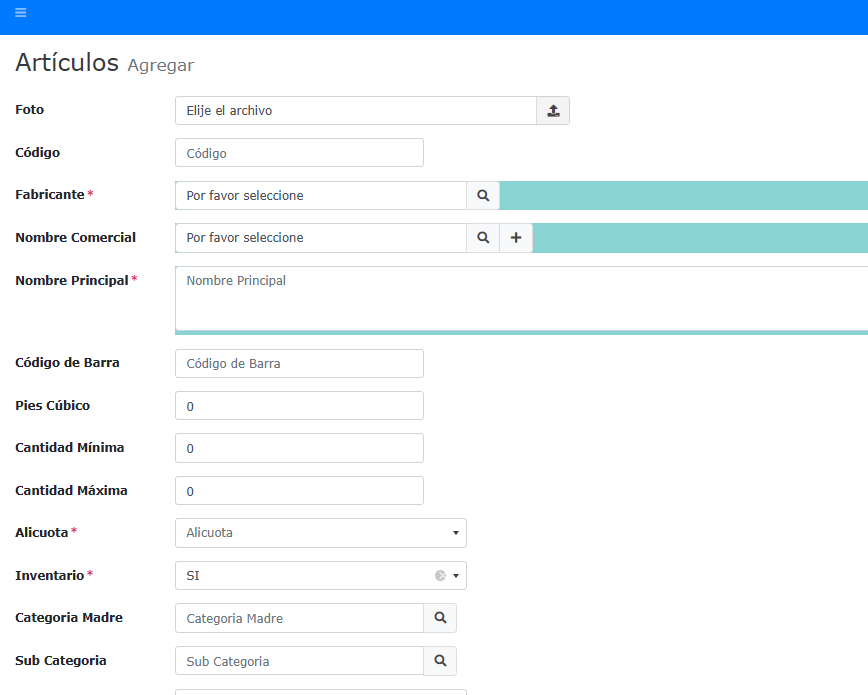 Artículos Agregar
Foto Elije el archivo
Código Código
Fabricante * Por favor seleccione
Nombre Comercial Por favor seleccione
Nombre Principal * Nombre Principal
Código de Barra Código de Barra
Pies Cúbico 0
Cantidad Mínima 0
Cantidad Máxima 0
Alicuota * Alicuota
Inventario * SI
Categoria Madre Categoria Madre
Sub Categoria Sub Categoria